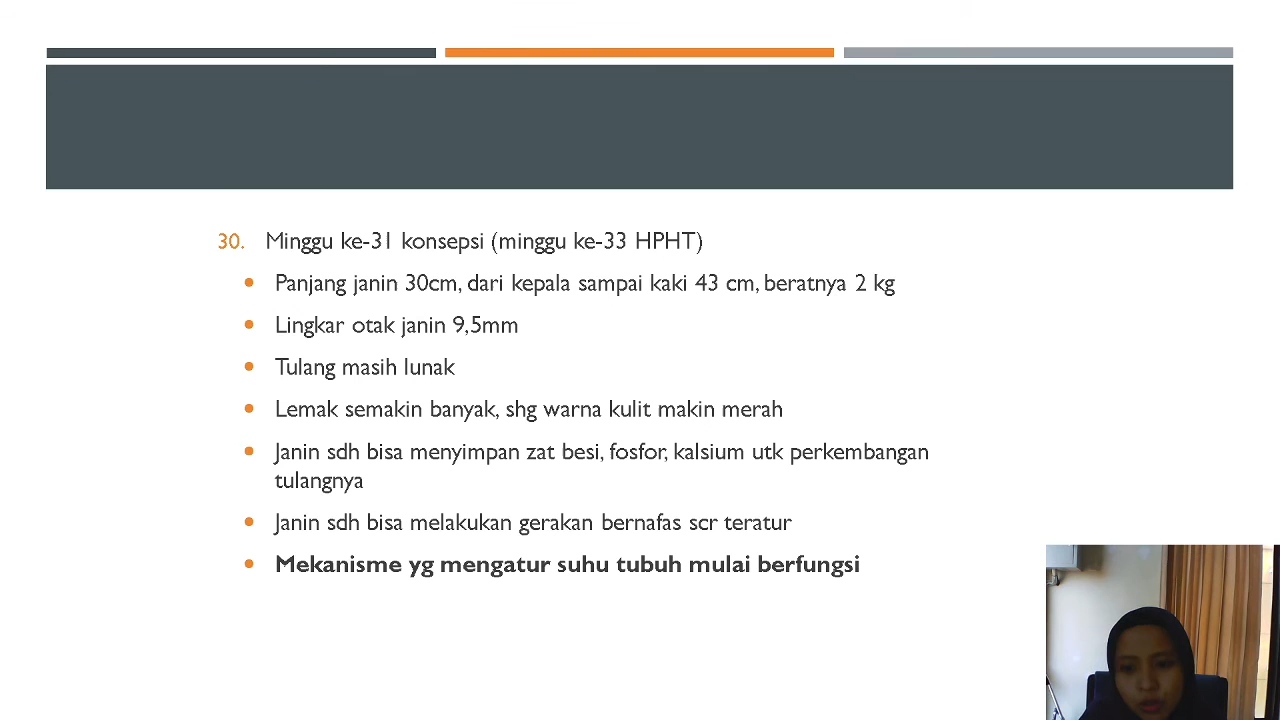 30. Minggu ke-31 konsepsi (minggu ke-33 HPHT)
• Panjang janin 30cm, dari kepala sampai kaki 43 cm, beratnya 2 kg
• Lingkar otak janin 9,5mm
• Tulang masih lunak
• Lemak semakin banyak, shg warna kulit makin merah
• Janin sdh bisa menyimpan zat besi, fosfor, kalsium utk perkembangan
tulangnya
• Janin sdh bisa melakukan gerakan bernafas scr teratur
• Mekanisme yg mengatur suhu tubuh mulai berfungsi